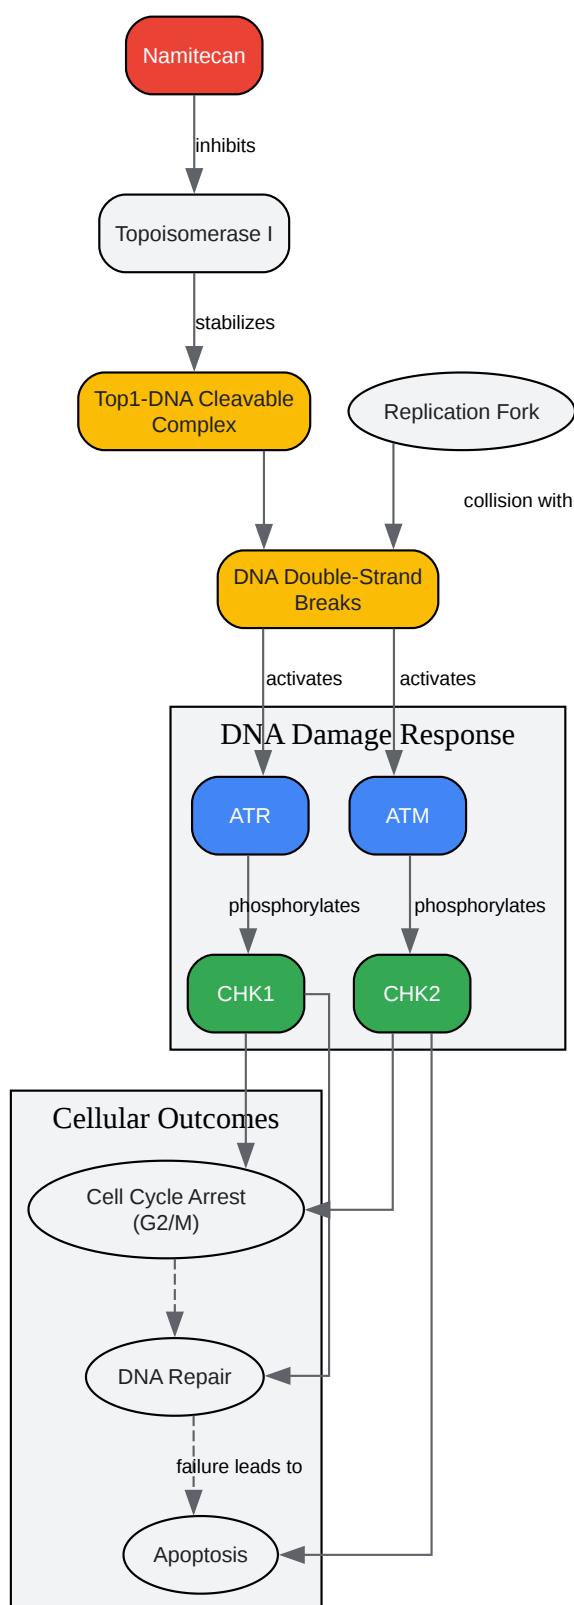 Namitecan
inhibits
Topoisomerase I
stabilizes
Top1-DNA Cleavable
Complex
Replication Fork
collision with
DNA Double-Strand
Breaks
activates
activates
DNA Damage Response
ATR
ATM
phosphorylates
phosphorylates
CHK1
CHK2
Cellular Outcomes
Cell Cycle Arrest
(G2/M)
DNA Repair
failure leads to
Apoptosis